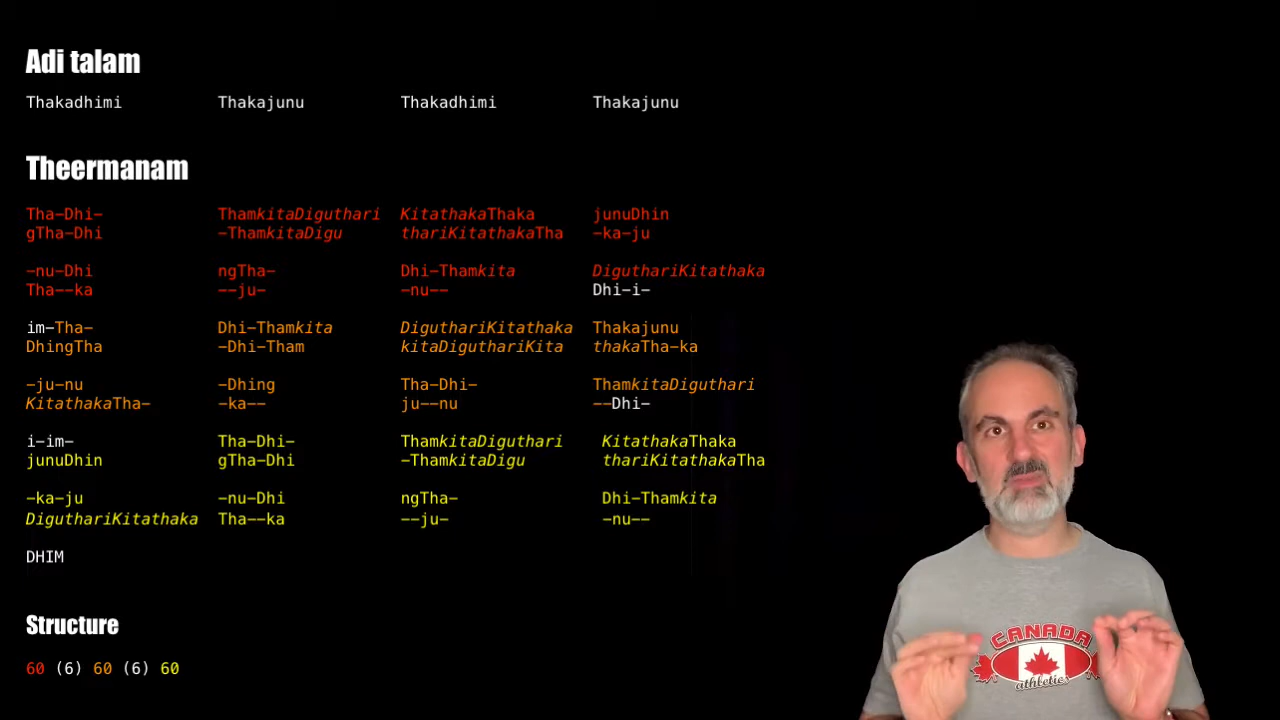 Adi talam
Thakadhimi Thakajunu Thakadhimi Thakajunu
Theermanam
Tha-Dhi- ThamkitaDiguthari KitathakaThaka junuDhin
gTha-Dhi -ThamkitaDigu thariKitathakaTha -ka-ju
-nu-Dhi ngTha- Dhi-Thamkita DiguthariKitathaka
Tha--ka --ju- -nu-- Dhi-i-
im-Tha- Dhi-Thamkita DiguthariKitathaka Thakajunu
DhingTha -Dhi-Tham kitaDiguthariKita thakaTha-ka
-ju-nu -Dhing Tha-Dhi- ThamkitaDiguthari
KitathakaTha- -ka-- ju--nu --Dhi-
i-im- Tha-Dhi- ThamkitaDiguthari KitathakaThaka
junuDhin gTha-Dhi -ThamkitaDigu thariKitathakaTha
-ka-ju -nu-Dhi ngTha- Dhi-Thamkita
DiguthariKitathaka Tha--ka --ju- -nu--
DHIM
Structure
60 (6) 60 (6) 60
CANADA
athletics